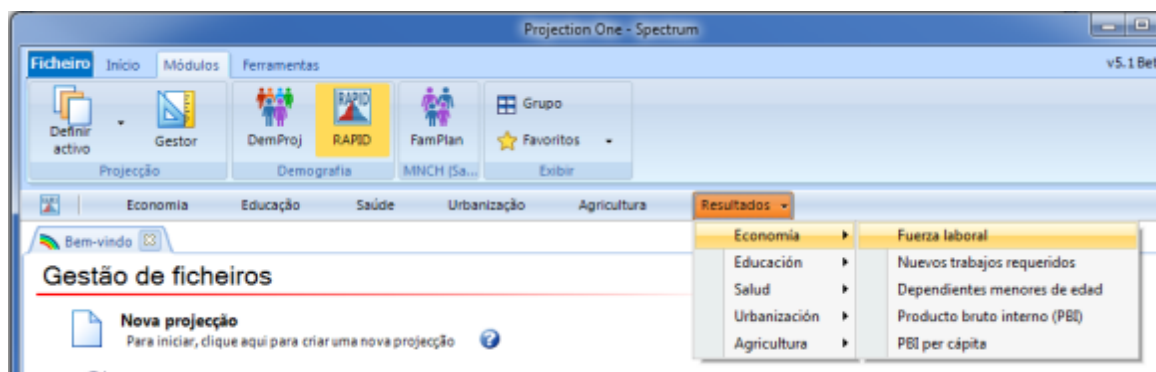 Projection One - Spectrum
Ficheiro Início Módulos Ferramentas v5.1 Bet
Definir activo Gestor DemProj RAPID RAPID FamPlan Grupo Favoritos
Projecção Demografia MNCH (Sa... Exibir
Economia Educação Saúde Urbanização Agricultura Resultados
Bem-vindo
Economía Fuerza laboral
Educación Nuevos trabajos requeridos
Salud Dependientes menores de edad
Urbanización Producto bruto interno (PBI)
Agricultura PBI per cápita
Gestão de ficheiros
Nova projecção
Para iniciar, clique aqui para criar uma nova projecção